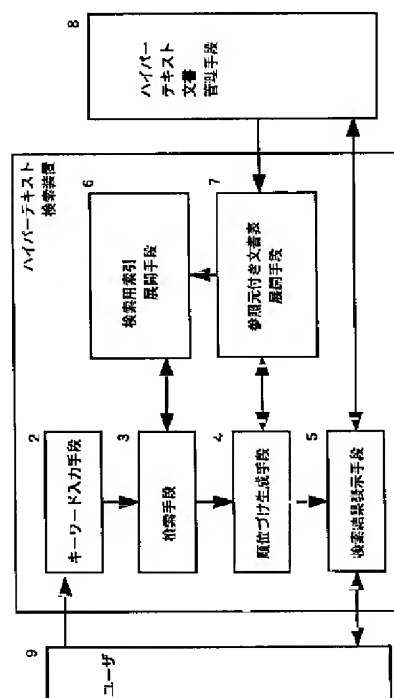 ハイパーテキスト
検索装置
9
ユーザ
2
キーワード入力手段
3
検索手段
4
順位づけ生成手段
5
検索結果表示手段
6
検索用索引
展開手段
7
参照元付き文書表
展開手段
8
ハイパー
テキスト
文書
管理手段